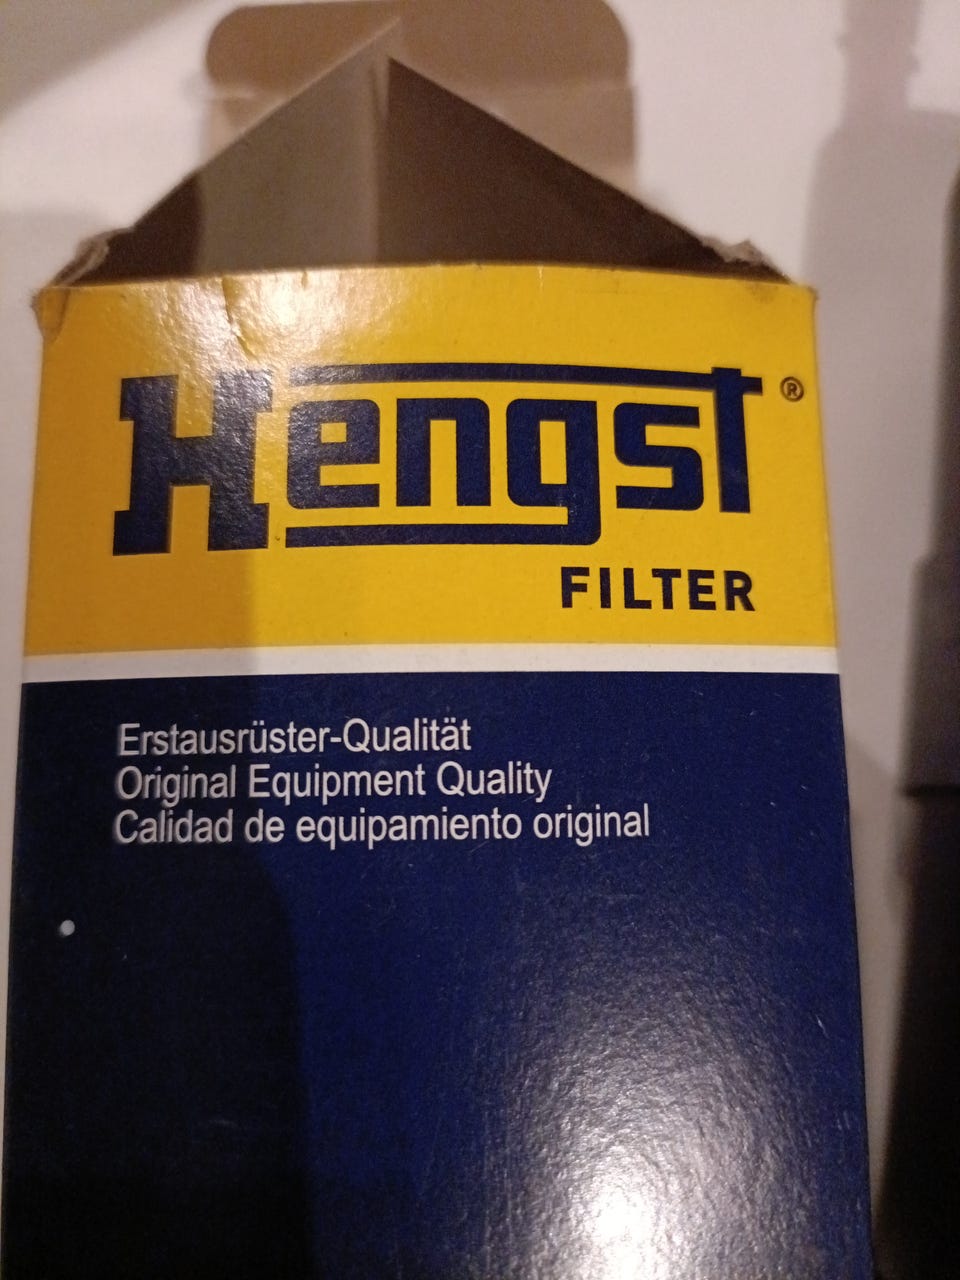 Hengst®
FILTER
Erstausrüster-Qualität
Original Equipment Quality
Calidad de equipamiento original